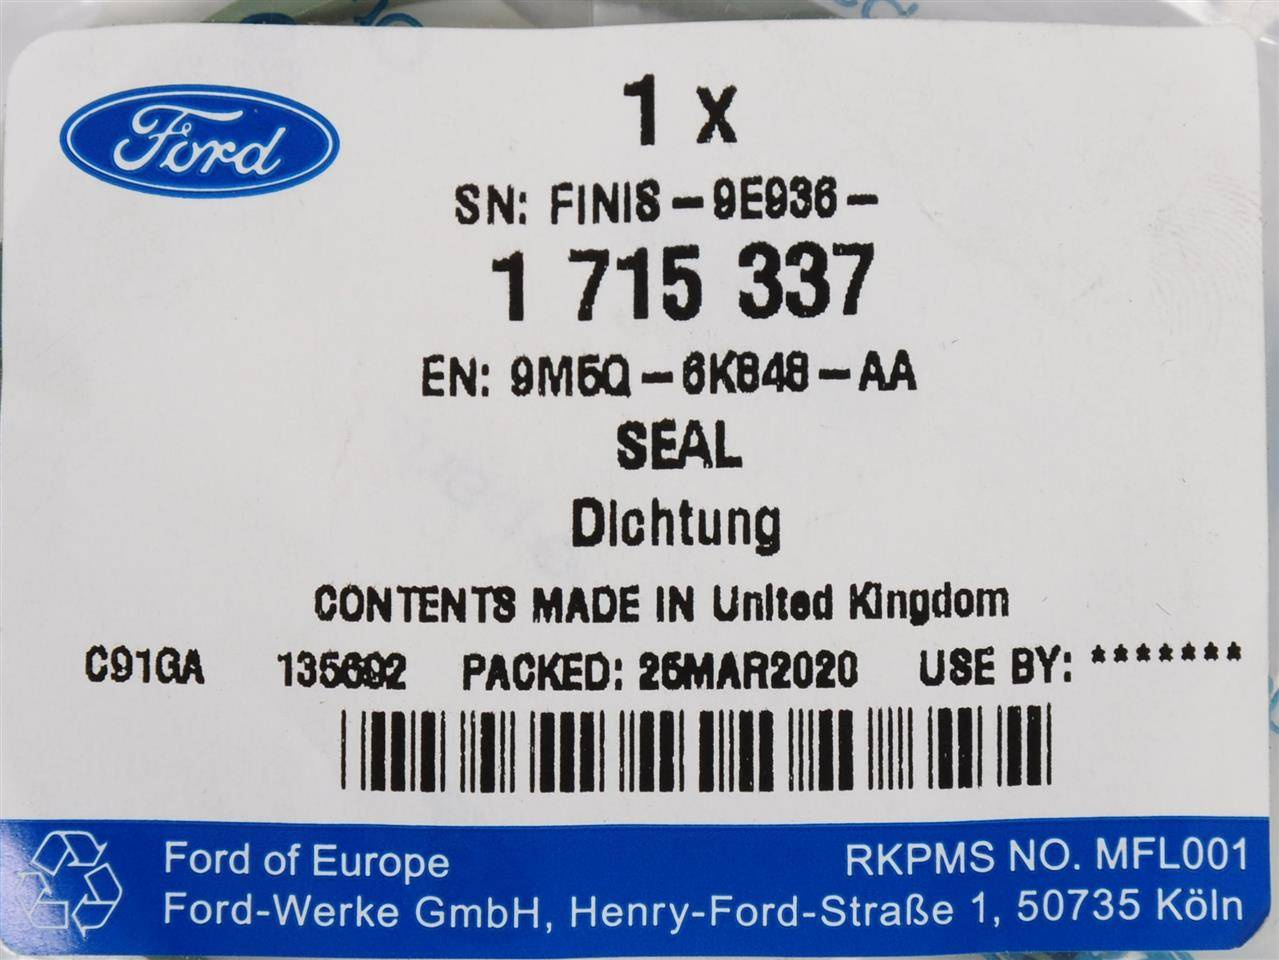 Ford
1 x
SN: FINIS-9E936-
1 715 337
EN: 9M5Q-6K848-AA
SEAL
Dichtung
CONTENTS MADE IN United Kingdom
C91GA 135692 PACKED: 25MAR2020 USE BY: *******
Ford of Europe RKPMS NO. MFL001
Ford-Werke GmbH, Henry-Ford-Straße 1, 50735 Köln